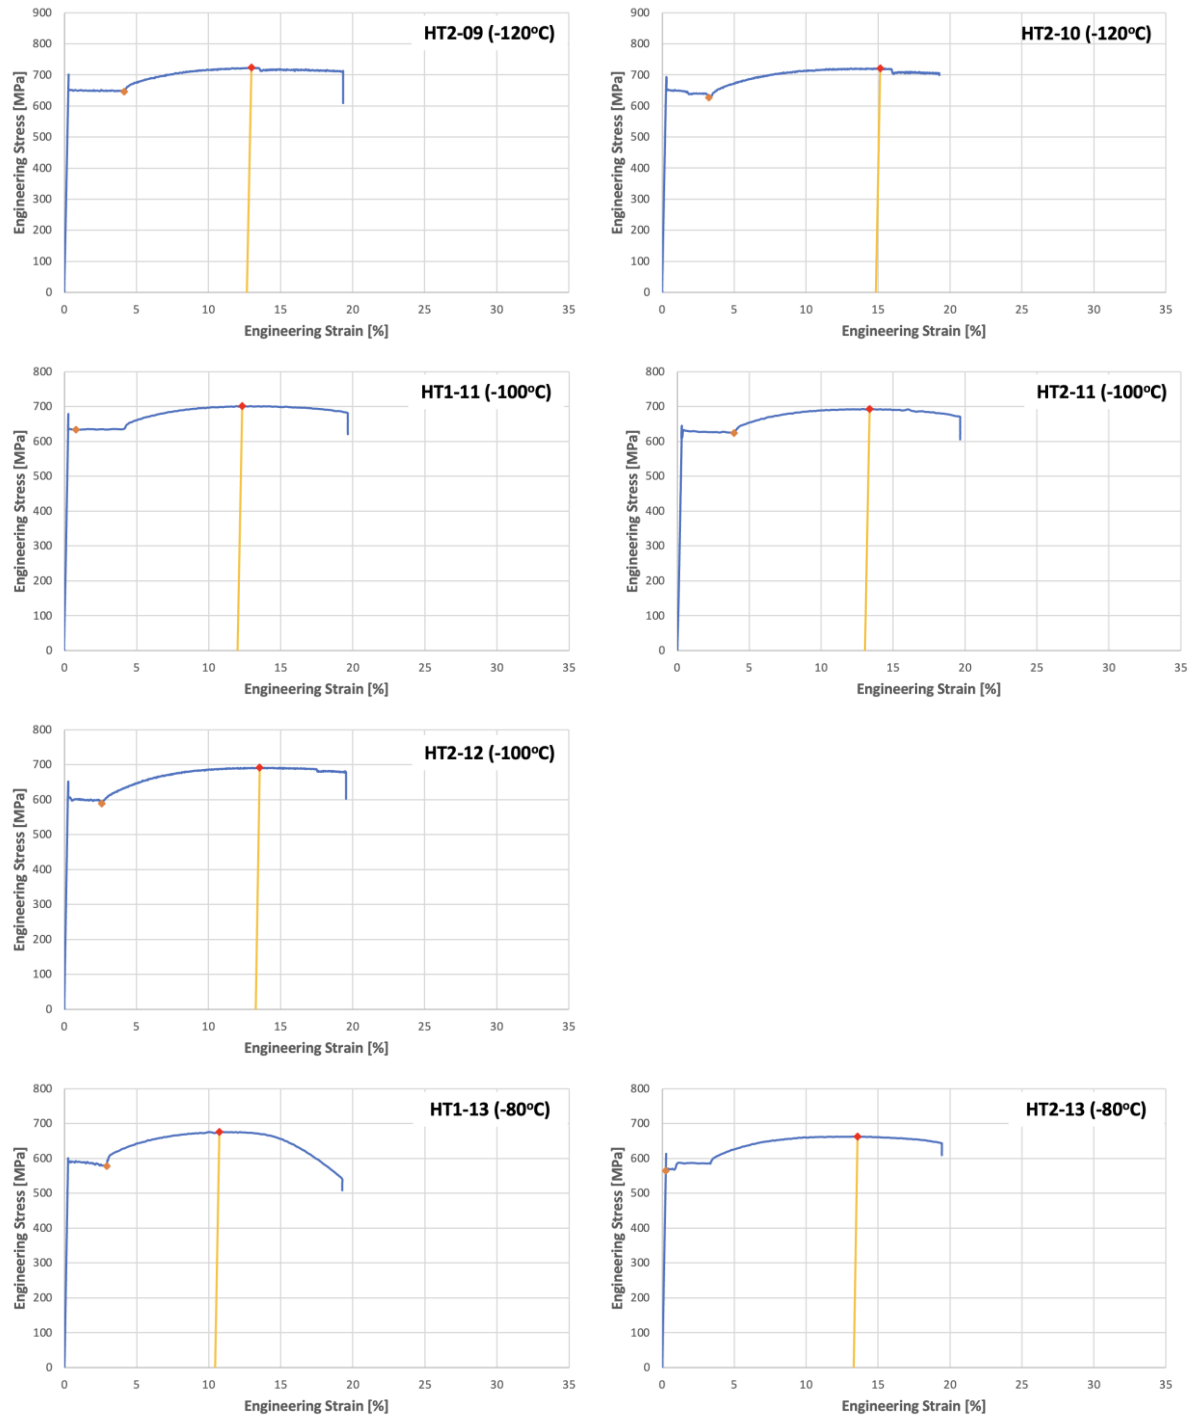 HT2-09 (-120oC)
Engineering Stress [MPa]
900
800
700
600
500
400
300
200
100
0
0 5 10 15 20 25 30 35
Engineering Strain [%]
HT2-10 (-120oC)
Engineering Stress [MPa]
900
800
700
600
500
400
300
200
100
0
0 5 10 15 20 25 30 35
Engineering Strain [%]
HT1-11 (-100oC)
Engineering Stress [MPa]
800
700
600
500
400
300
200
100
0
0 5 10 15 20 25 30 35
Engineering Strain [%]
HT2-11 (-100oC)
Engineering Stress [MPa]
800
700
600
500
400
300
200
100
0
0 5 10 15 20 25 30 35
Engineering Strain [%]
HT2-12 (-100oC)
Engineering Stress [MPa]
800
700
600
500
400
300
200
100
0
0 5 10 15 20 25 30 35
Engineering Strain [%]
HT1-13 (-80oC)
Engineering Stress [MPa]
800
700
600
500
400
300
200
100
0
0 5 10 15 20 25 30 35
Engineering Strain [%]
HT2-13 (-80oC)
Engineering Stress [MPa]
800
700
600
500
400
300
200
100
0
0 5 10 15 20 25 30 35
Engineering Strain [%]